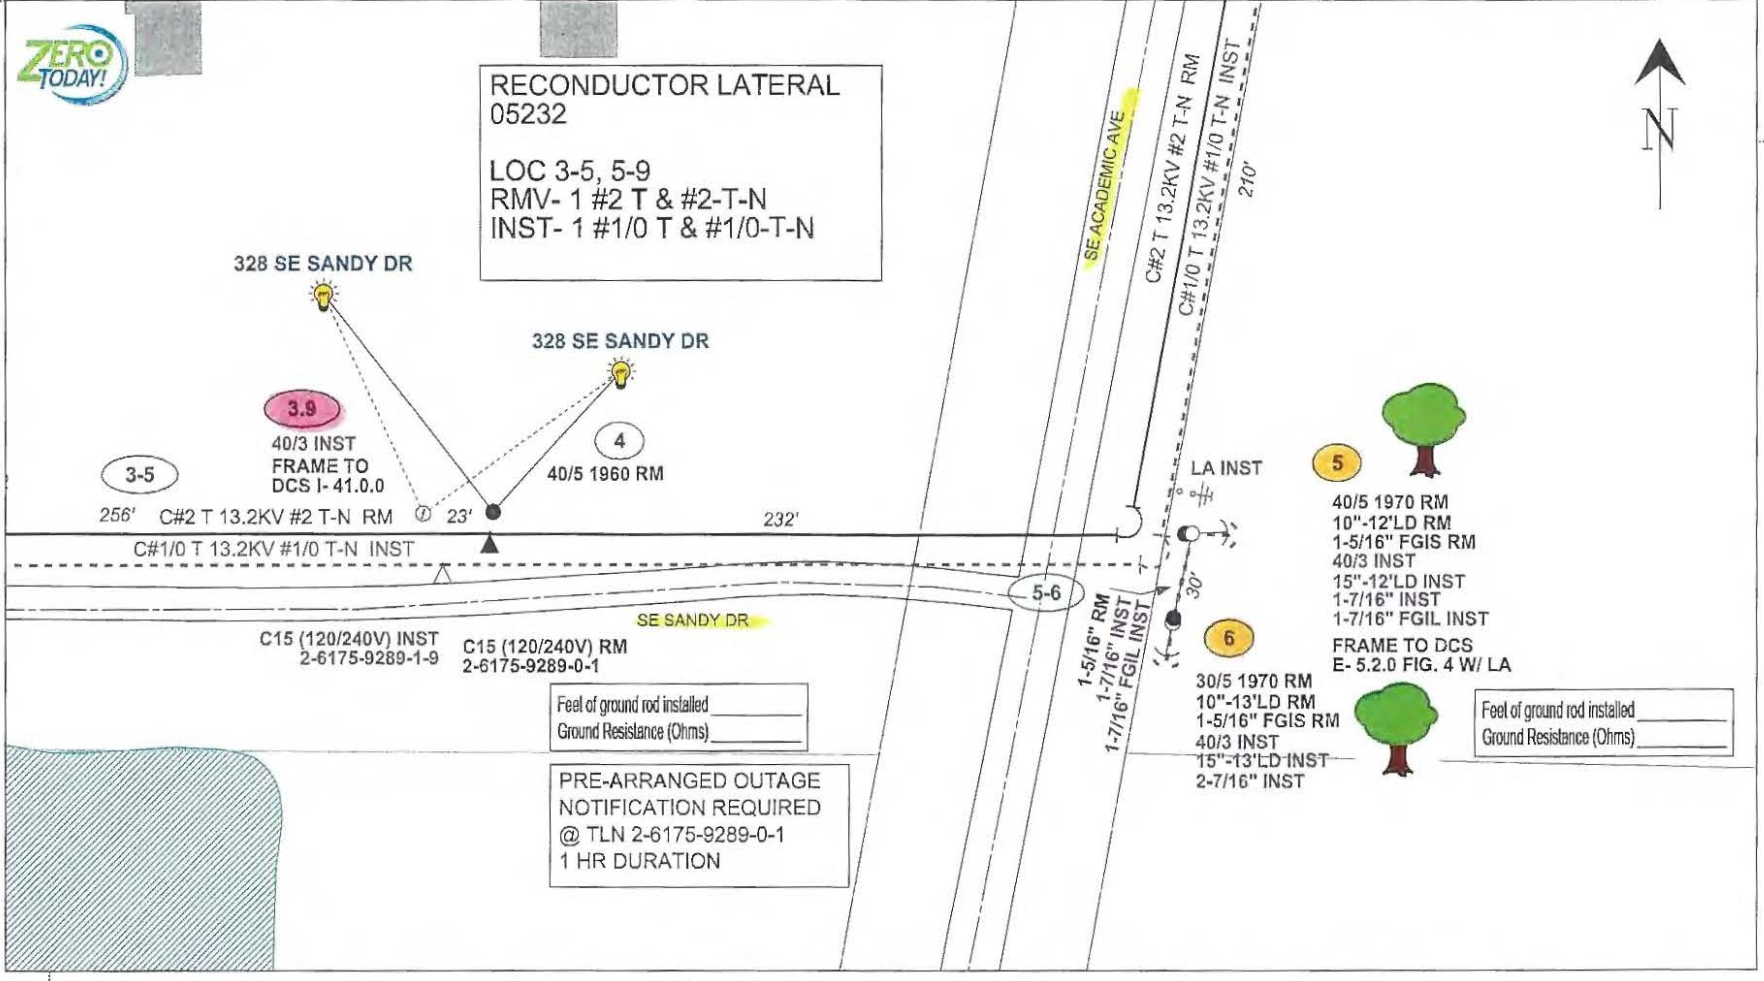 ZERO
TODAY!
RECONDUCTOR LATERAL
05232
LOC 3-5, 5-9
RMV- 1 #2 T & #2-T-N
INST- 1 #1/0 T & #1/0-T-N
N
SE ACADEMIC AVE
C#2 T 13.2KV #2 T-N RM
C#1/0 T 13.2KV #1/0 T-N INST
210'
328 SE SANDY DR
328 SE SANDY DR
3.9
40/3 INST
FRAME TO
DCS I- 41.0.0
4
40/5 1960 RM
3-5
256' C#2 T 13.2KV #2 T-N RM
23'
232'
C#1/0 T 13.2KV #1/0 T-N INST
LA INST
5
40/5 1970 RM
10"-12'LD RM
1-5/16" FGIS RM
40/3 INST
15"-12'LD INST
1-7/16" INST
1-7/16" FGIL INST
FRAME TO DCS
E- 5.2.0 FIG. 4 W/ LA
5-6
30'
1-5/16" RM
1-7/16" INST
1-7/16" FGIL INST
SE SANDY DR
C15 (120/240V) INST
2-6175-9289-1-9
C15 (120/240V) RM
2-6175-9289-0-1
6
30/5 1970 RM
10"-13'LD RM
1-5/16" FGIS RM
40/3 INST
15"-13'LD INST
2-7/16" INST
Feel of ground rod installed
Ground Resistance (Ohms)
Feel of ground rod installed
Ground Resistance (Ohms)
PRE-ARRANGED OUTAGE
NOTIFICATION REQUIRED
@ TLN 2-6175-9289-0-1
1 HR DURATION